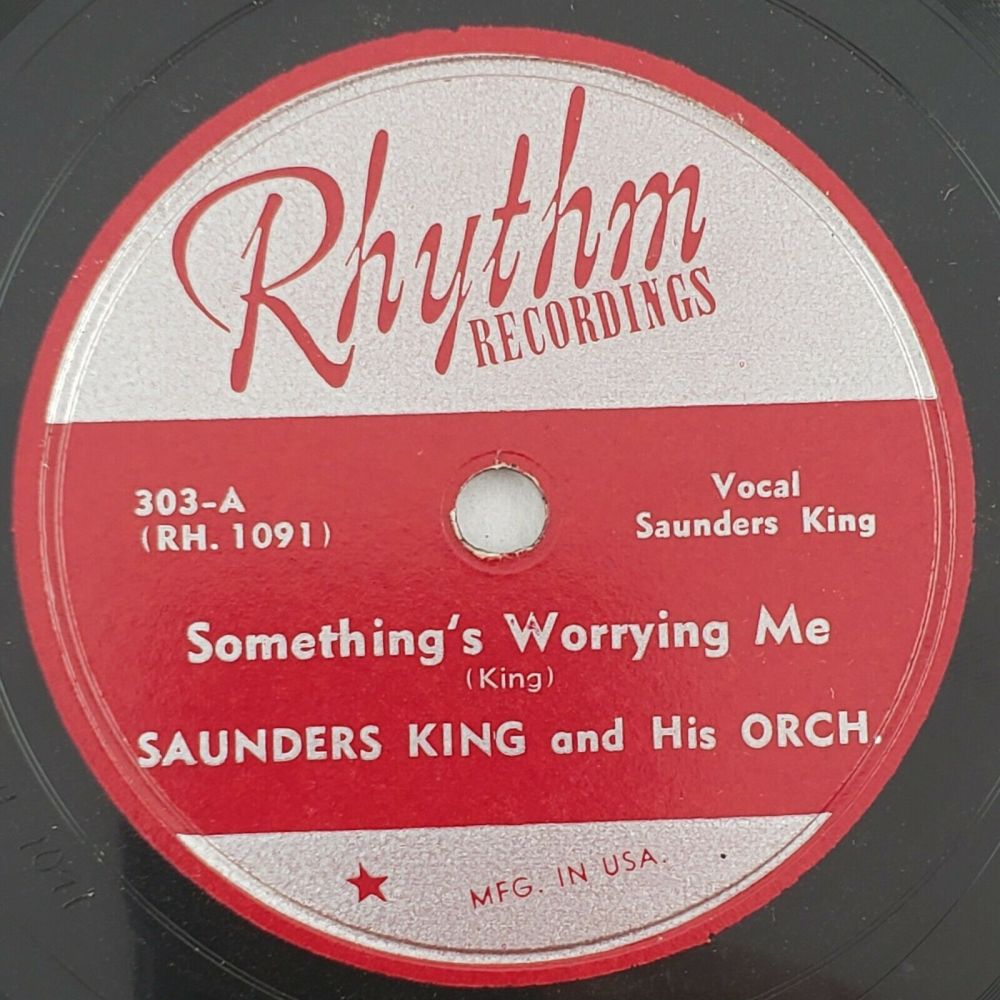 Rhythm
RECORDINGS
303-A
(RH. 1091)
Vocal
Saunders King
Something's Worrying Me
(King)
SAUNDERS KING and His ORCH.
MFG. IN USA.